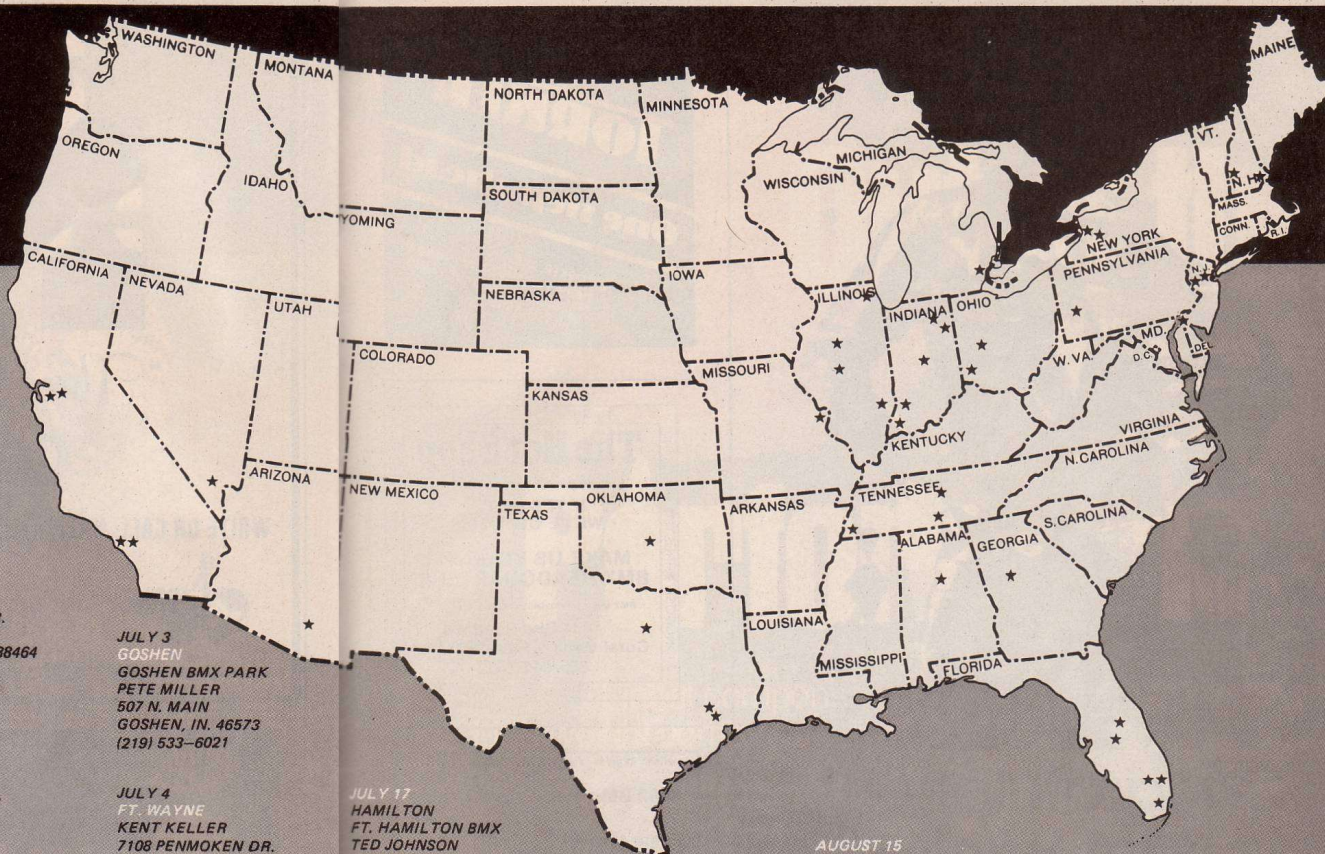 WASHINGTON
MONTANA
NORTH DAKOTA
MINNESOTA
MAINE
OREGON
IDAHO
YOMING
SOUTH DAKOTA
WISCONSIN
MICHIGAN
VT.
N.H.
MASS.
CONN.
R.I.
NEW YORK
CALIFORNIA
NEVADA
UTAH
NEBRASKA
IOWA
ILLINOIS
INDIANA
OHIO
PENNSYLVANIA
N.J.
COLORADO
KANSAS
MISSOURI
W. VA.
MD.
D.C.
DEL.
KENTUCKY
VIRGINIA
ARIZONA
NEW MEXICO
TEXAS
OKLAHOMA
ARKANSAS
TENNESSEE
N. CAROLINA
S. CAROLINA
ALABAMA
GEORGIA
LOUISIANA
MISSISSIPPI
FLORIDA
38464
JULY 3
GOSHEN
GOSHEN BMX PARK
PETE MILLER
507 N. MAIN
GOSHEN, IN. 46573
(219) 533-6021
JULY 4
FT. WAYNE
KENT KELLER
7108 PENMOKEN DR.
JULY 17
HAMILTON
FT. HAMILTON BMX
TED JOHNSON
AUGUST 15